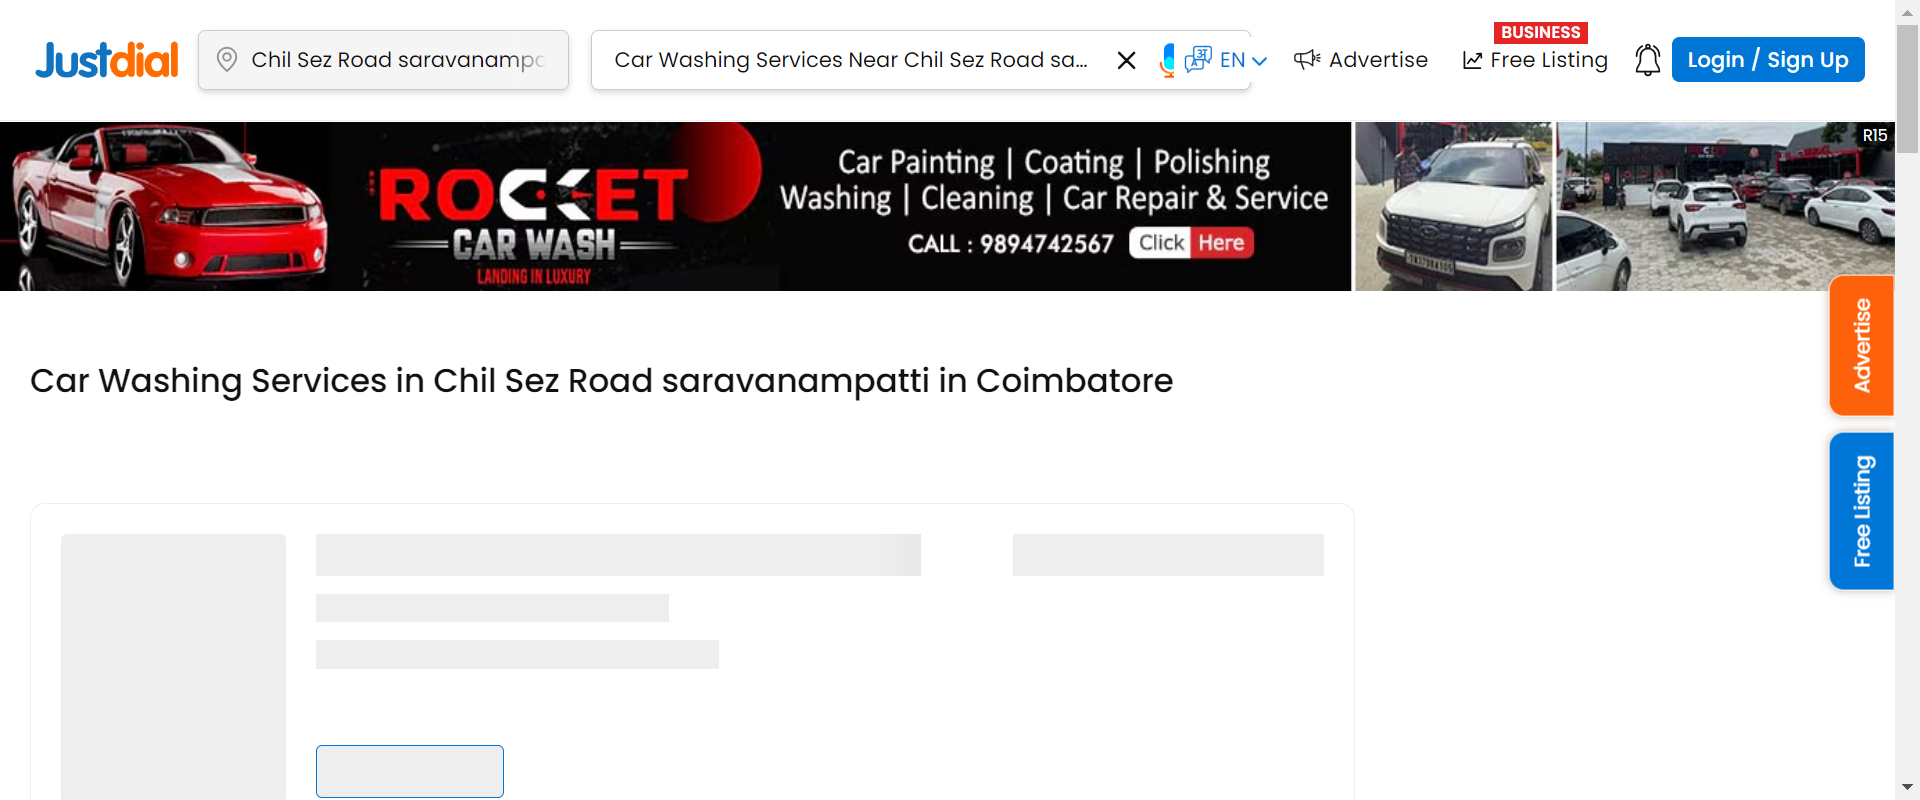 Justdial
Chil Sez Road saravanampc
Car Washing Services Near Chil Sez Road sa...
EN
Advertise
BUSINESS
Free Listing
Login / Sign Up
ROCKET
CAR WASH
LANDING IN LUXURY
Car Painting | Coating | Polishing
Washing | Cleaning | Car Repair & Service
CALL : 9894742567
Click Here
R15
Advertise
Free Listing
Car Washing Services in Chil Sez Road saravanampatti in Coimbatore